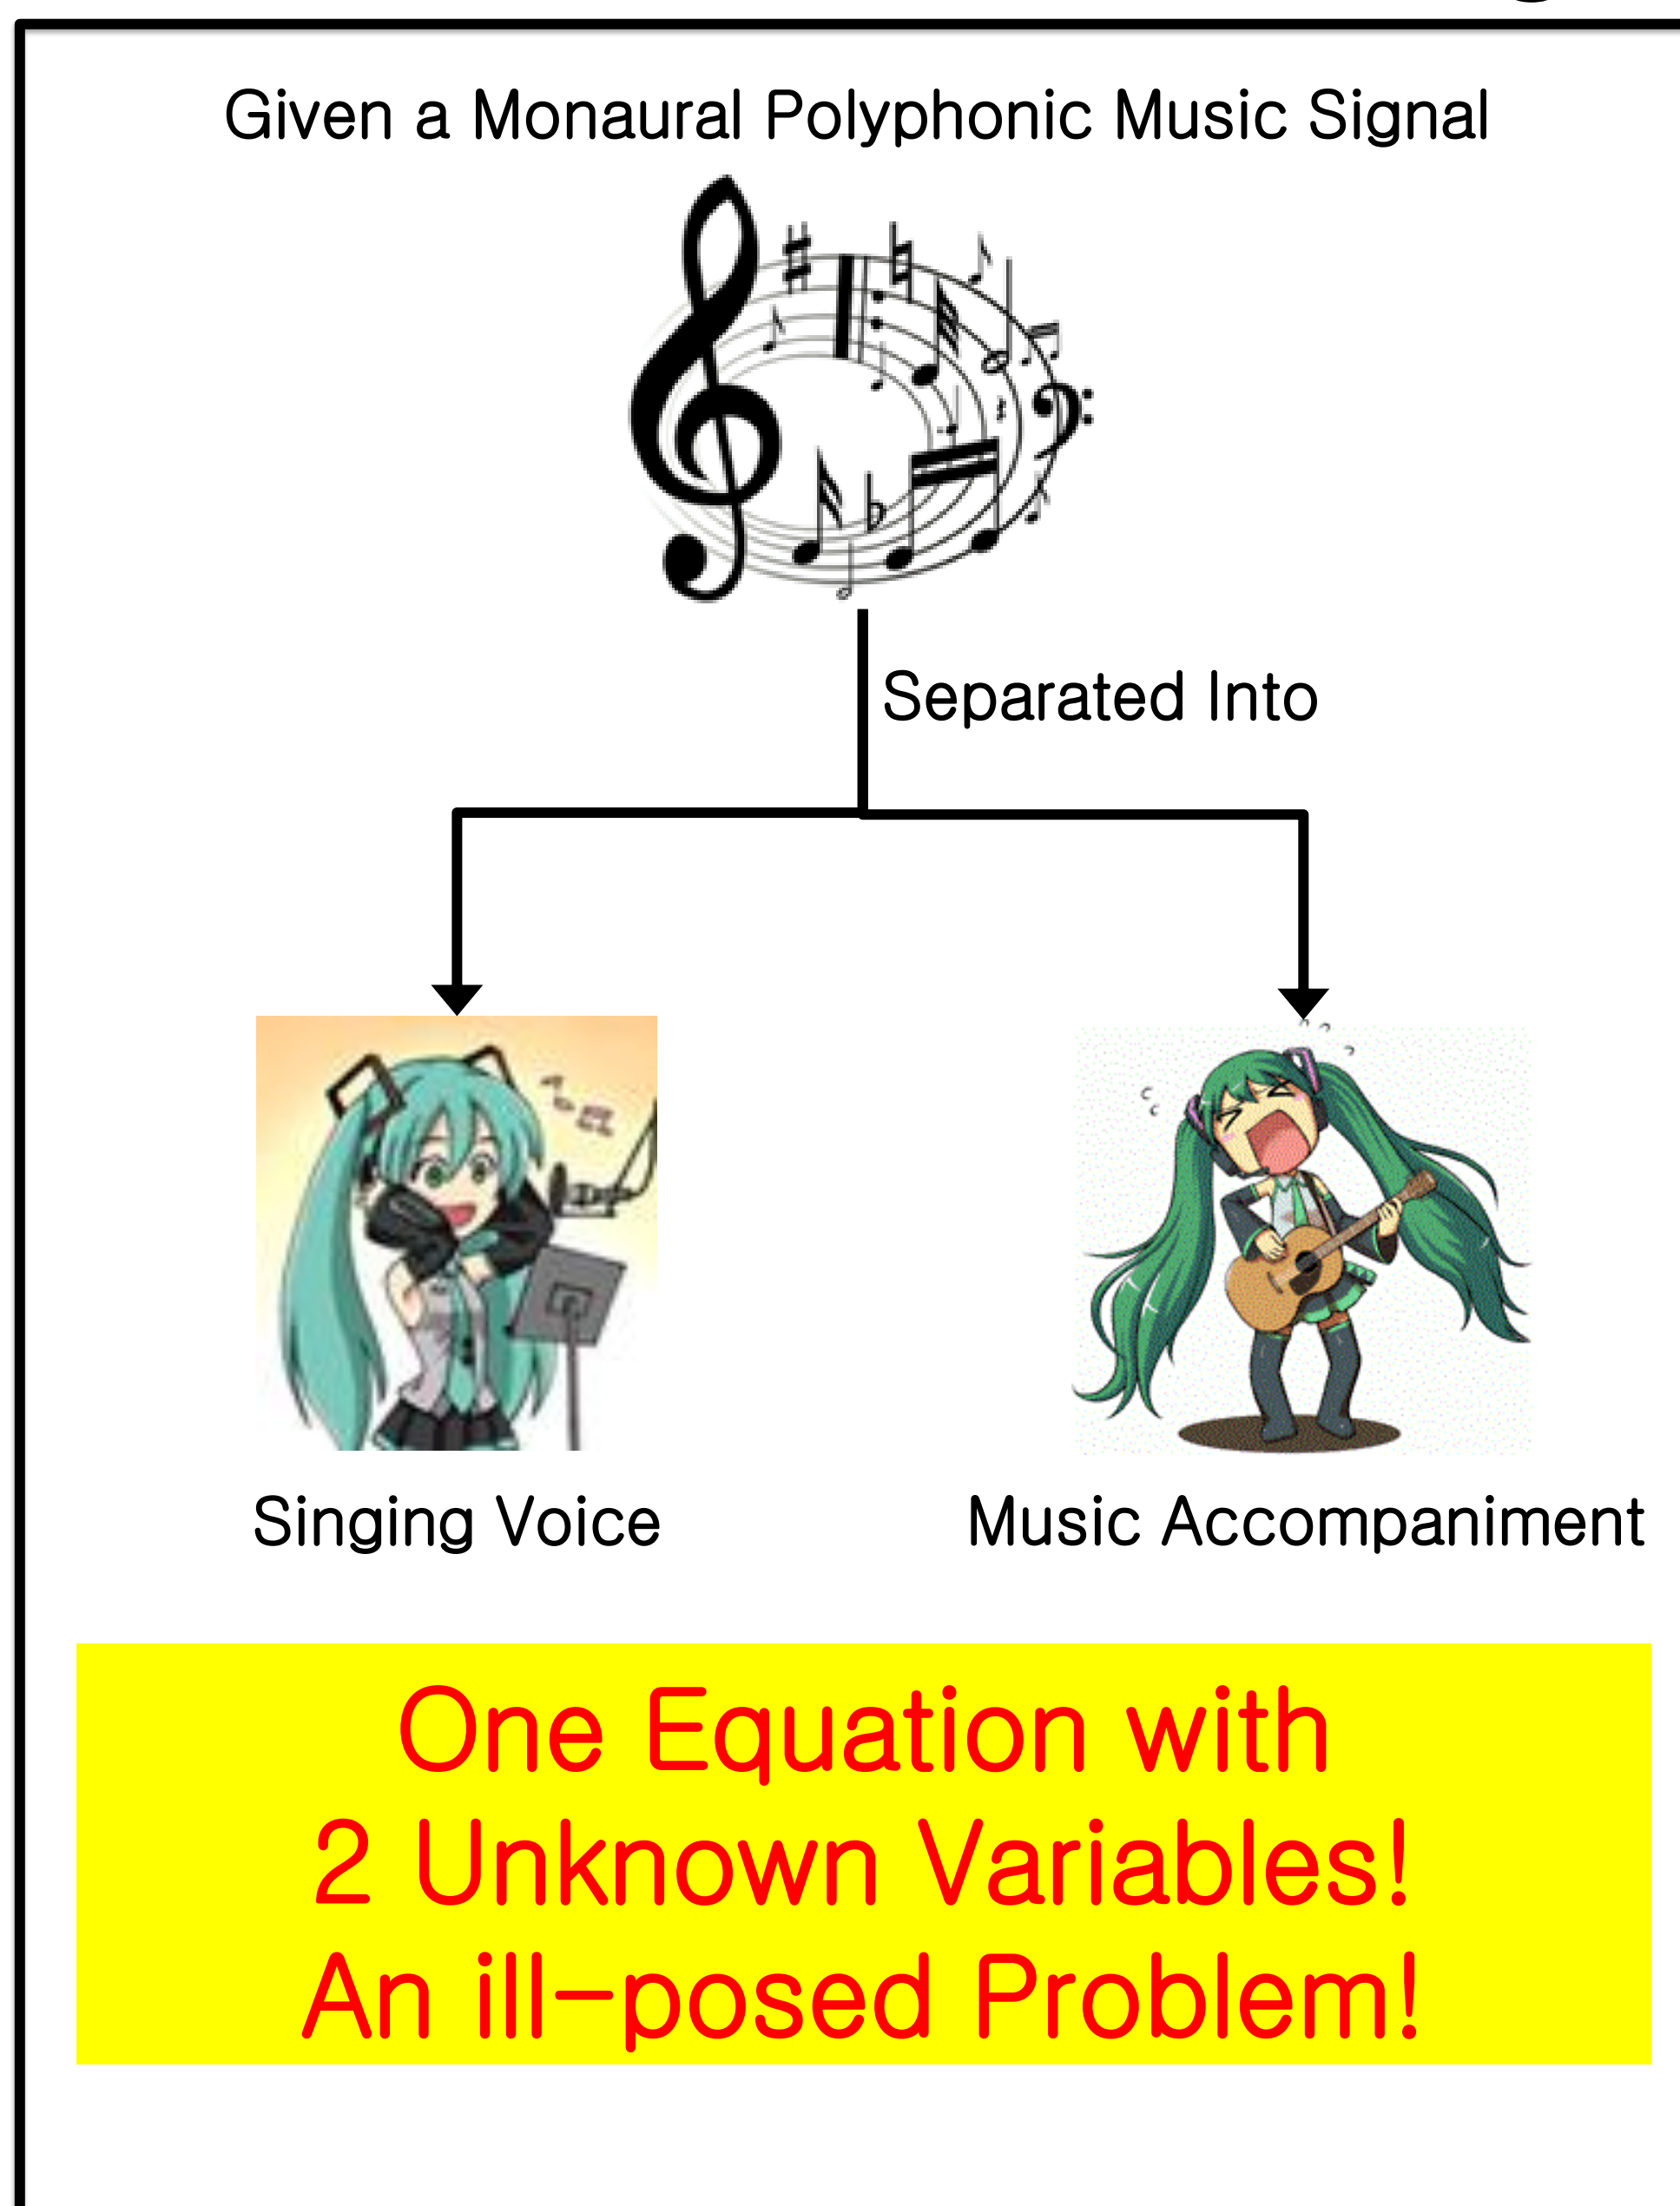 Given a Monaural Polyphonic Music Signal
Separated Into
Singing Voice
Music Accompaniment
One Equation with
2 Unknown Variables!
An ill-posed Problem!